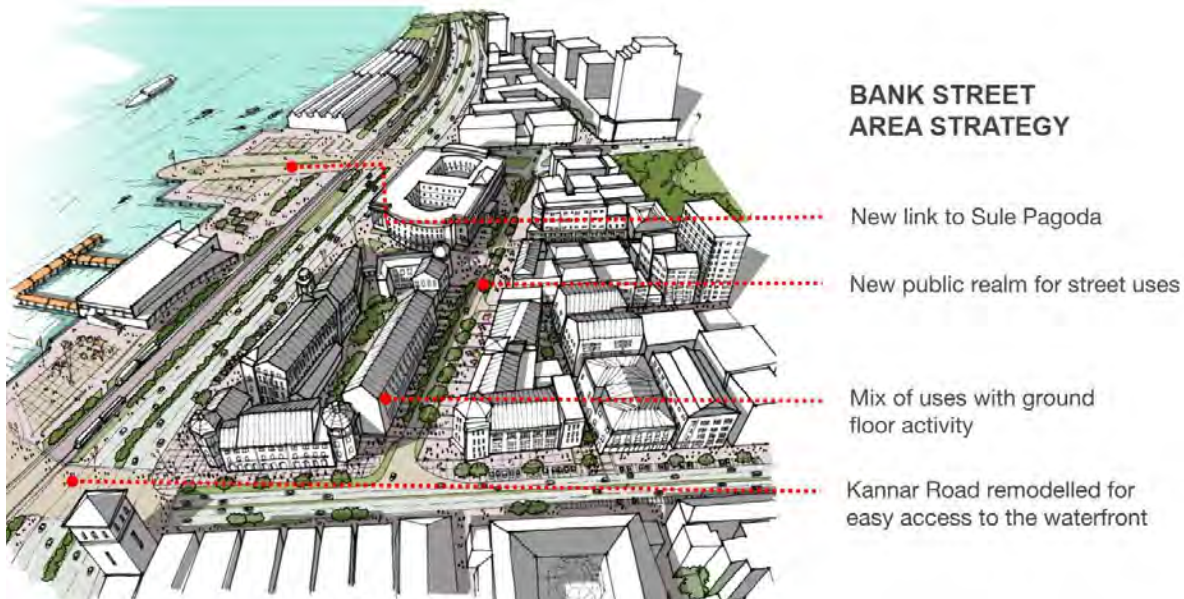 BANK STREET
AREA STRATEGY
New link to Sule Pagoda
New public realm for street uses
Mix of uses with ground
floor activity
Kannar Road remodelled for
easy access to the waterfront